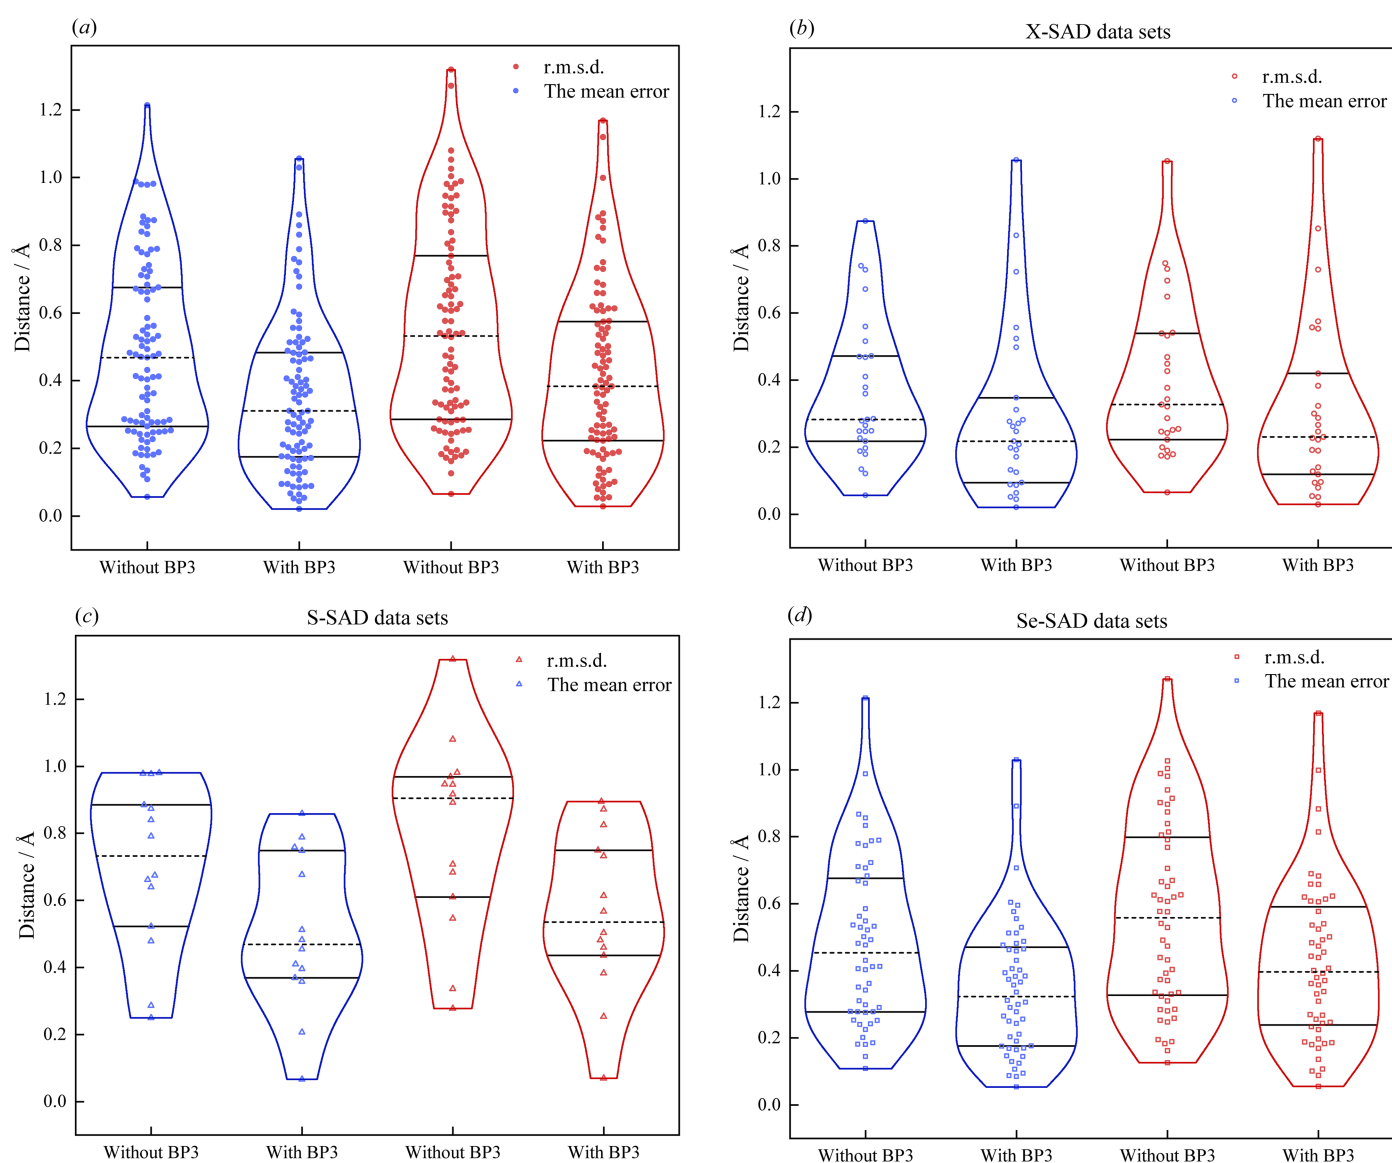 (a)
r.m.s.d.
The mean error
Distance / Å
1.2
1.0
0.8
0.6
0.4
0.2
0.0
Without BP3 With BP3 Without BP3 With BP3
(b) X-SAD data sets
r.m.s.d.
The mean error
Distance / Å
1.2
1.0
0.8
0.6
0.4
0.2
0.0
Without BP3 With BP3 Without BP3 With BP3
(c) S-SAD data sets
r.m.s.d.
The mean error
Distance / Å
1.2
1.0
0.8
0.6
0.4
0.2
0.0
Without BP3 With BP3 Without BP3 With BP3
(d) Se-SAD data sets
r.m.s.d.
The mean error
Distance / Å
1.2
1.0
0.8
0.6
0.4
0.2
0.0
Without BP3 With BP3 Without BP3 With BP3